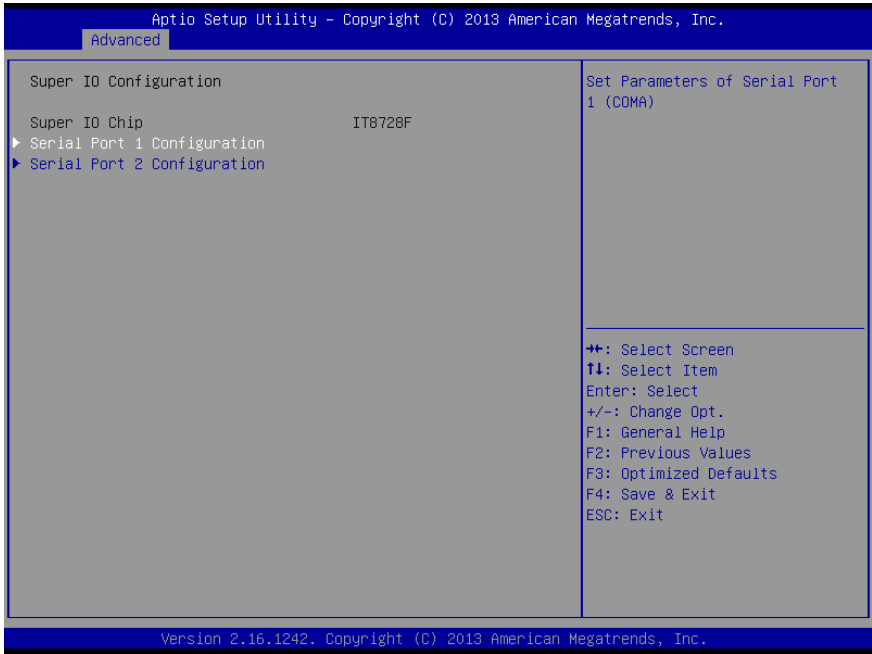 Aptio Setup Utility – Copyright (C) 2013 American Megatrends, Inc.
Advanced
Super IO Configuration
Super IO Chip IT8728F
▶ Serial Port 1 Configuration
▶ Serial Port 2 Configuration
Set Parameters of Serial Port
1 (COMA)
→←: Select Screen
↑↓: Select Item
Enter: Select
+/-: Change Opt.
F1: General Help
F2: Previous Values
F3: Optimized Defaults
F4: Save & Exit
ESC: Exit
Version 2.16.1242. Copyright (C) 2013 American Megatrends, Inc.